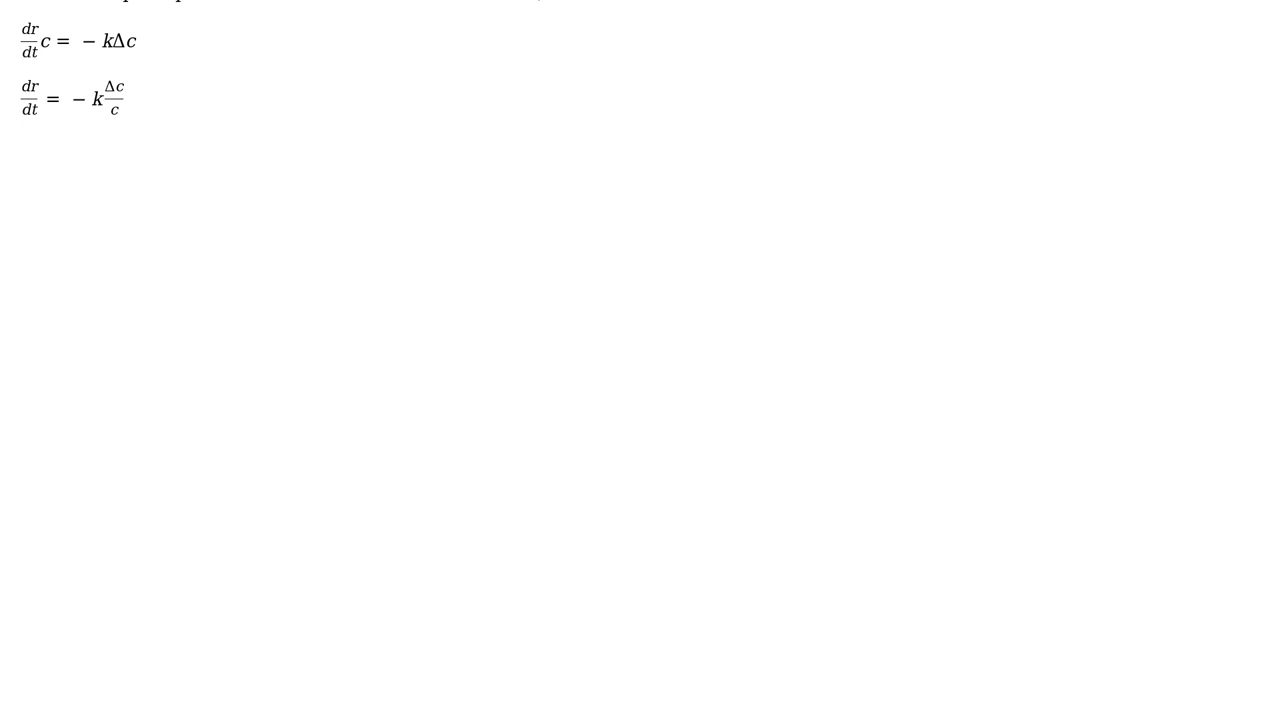 dr/dt c = − kΔc
dr/dt = − k Δc/c